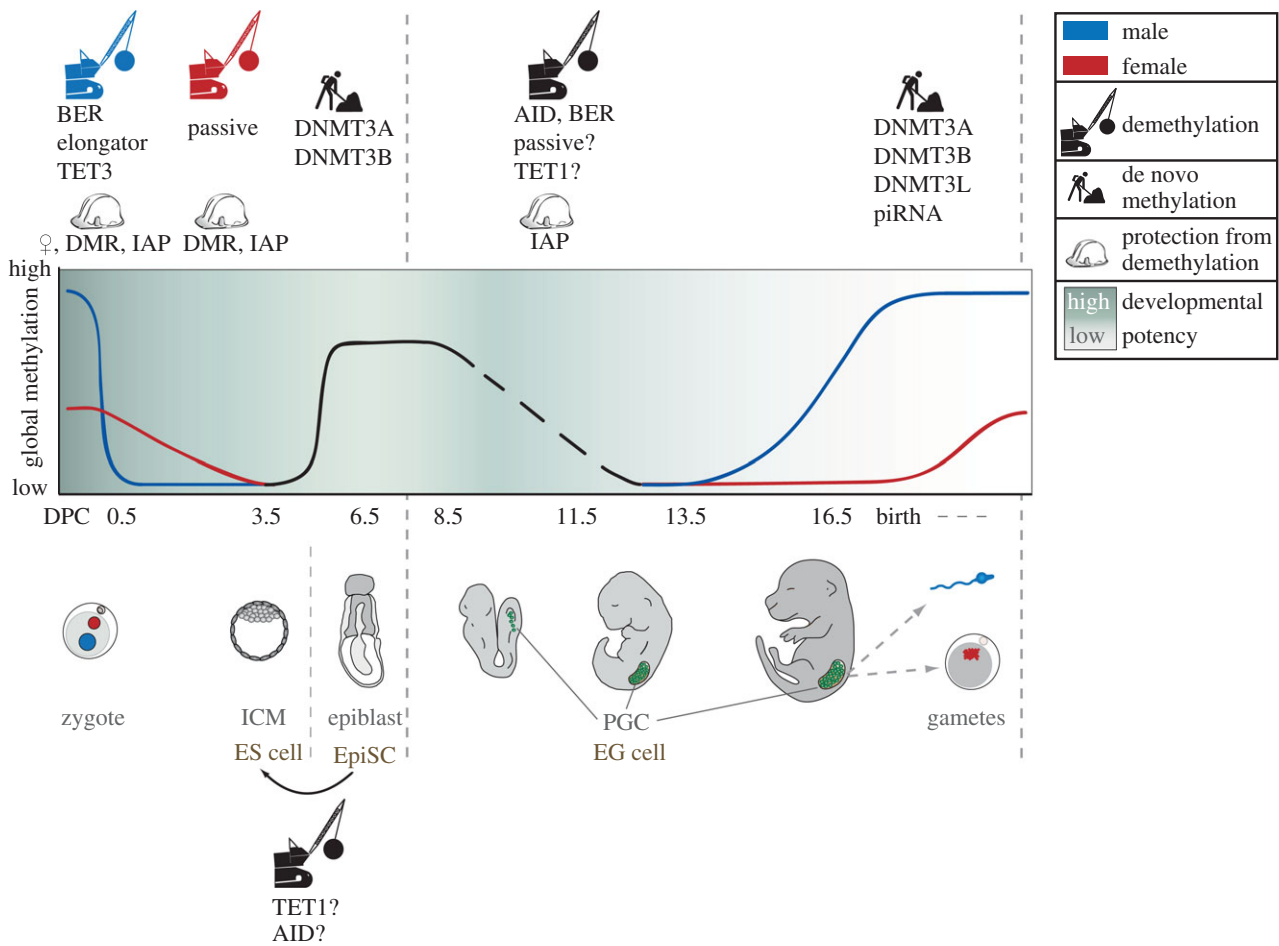 BER
elongator
TET3
passive
DNMT3A
DNMT3B
AID, BER
passive?
TET1?
DNMT3A
DNMT3B
DNMT3L
piRNA
♀, DMR, IAP
DMR, IAP
IAP
male
female
demethylation
de novo
methylation
protection from
demethylation
high
low
developmental
potency
high
global methylation
low
DPC 0.5 3.5 6.5 8.5 11.5 13.5 16.5 birth
zygote
ICM
ES cell
epiblast
EpiSC
PGC
EG cell
gametes
TET1?
AID?